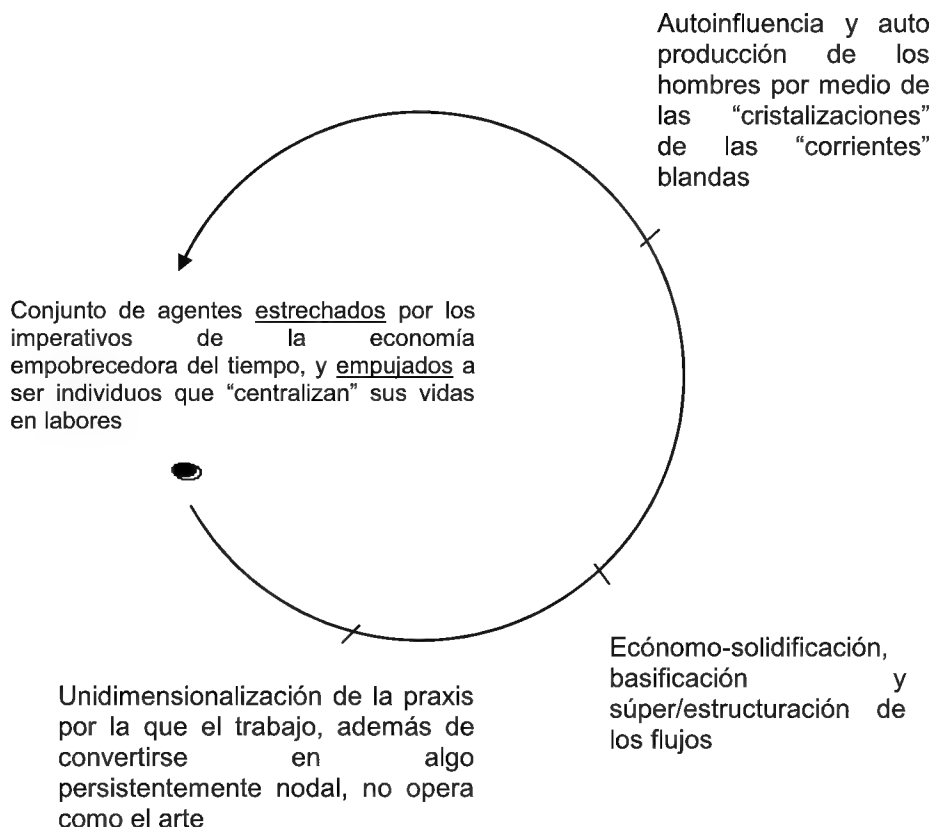 Autoinfluencia y auto
producción de los
hombres por medio de
las “cristalizaciones”
de las “corrientes”
blandas
Conjunto de agentes estrechados por los
imperativos de la economía
empobrecedora del tiempo, y empujados a
ser individuos que “centralizan” sus vidas
en labores
Ecónomo-solidificación,
basificación y
súper/estructuración de
los flujos
Unidimensionalización de la praxis
por la que el trabajo, además de
convertirse en algo
persistentemente nodal, no opera
como el arte